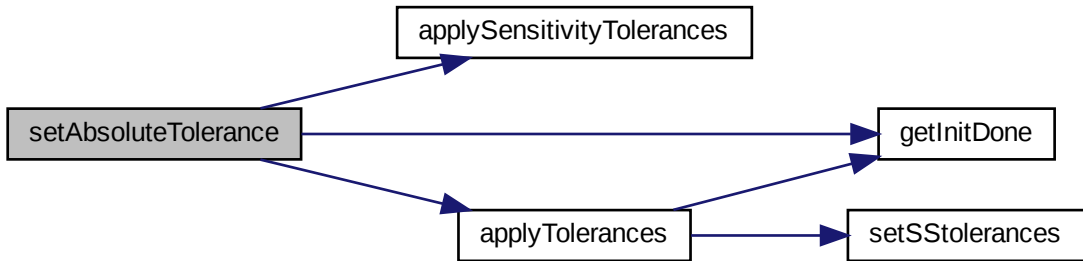 applySensitivityTolerances
setAbsoluteTolerance
getInitDone
applyTolerances
setSStolerances